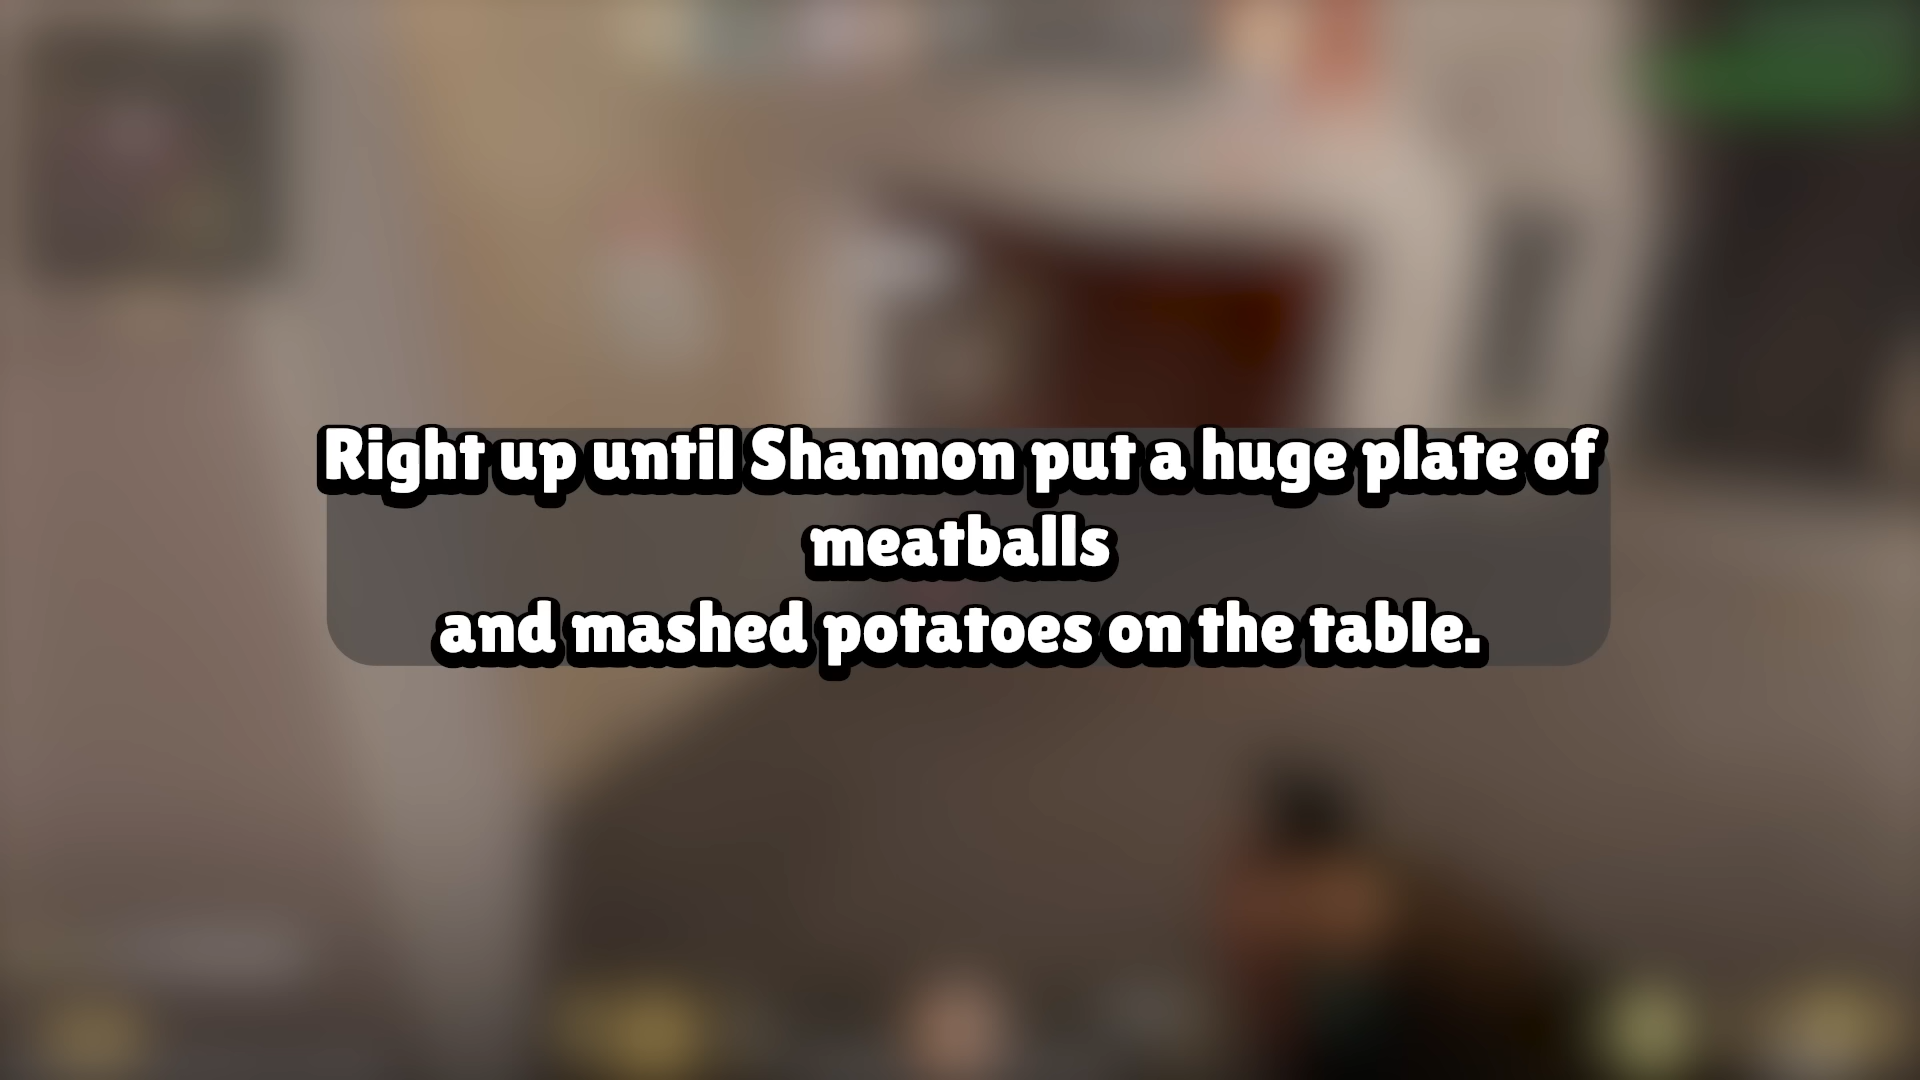 Right up until Shannon put a huge plate of
meatballs
and mashed potatoes on the table.